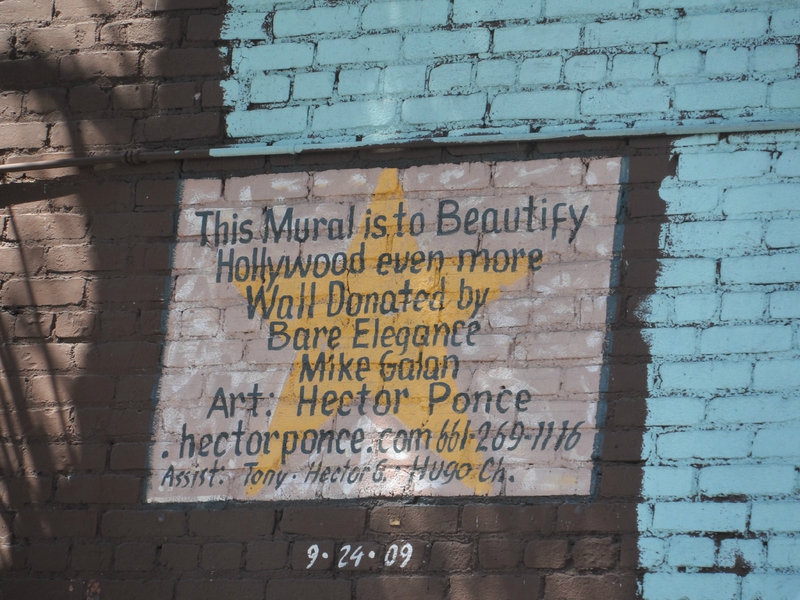 This Mural is to Beautify
Hollywood even more
Wall Donated by
Bare Elegance
Mike Galan
Art: Hector Ponce
.hectorponce.com 661-269-1116
Assist: Tony. Hector G. Hugo Ch.
9.24.09